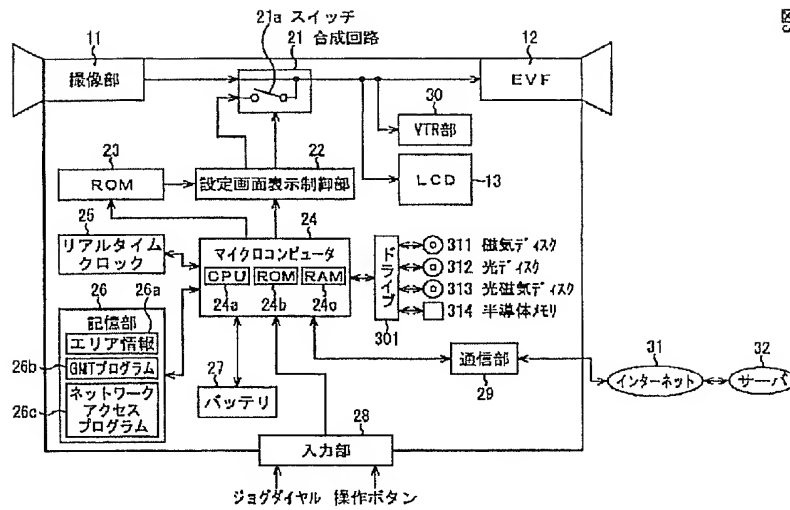 図3
21a スイッチ
21 合成回路
11
撮像部
12
EVF
30
VTR部
LCD
13
23
ROM
22
設定画面表示制御部
25
リアルタイム
クロック
24
マイクロコンピュータ
CPU
ROM
RAM
24a
24b
24c
ドライブ
301
311 磁気ディスク
312 光ディスク
313 光磁気ディスク
314 半導体メモリ
26
26a
記憶部
エリア情報
26b
GMTプログラム
26c
ネットワーク
アクセス
プログラム
27
バッテリ
通信部
29
31
インターネット
32
サーバ
28
入力部
ジョグダイヤル
操作ボタン